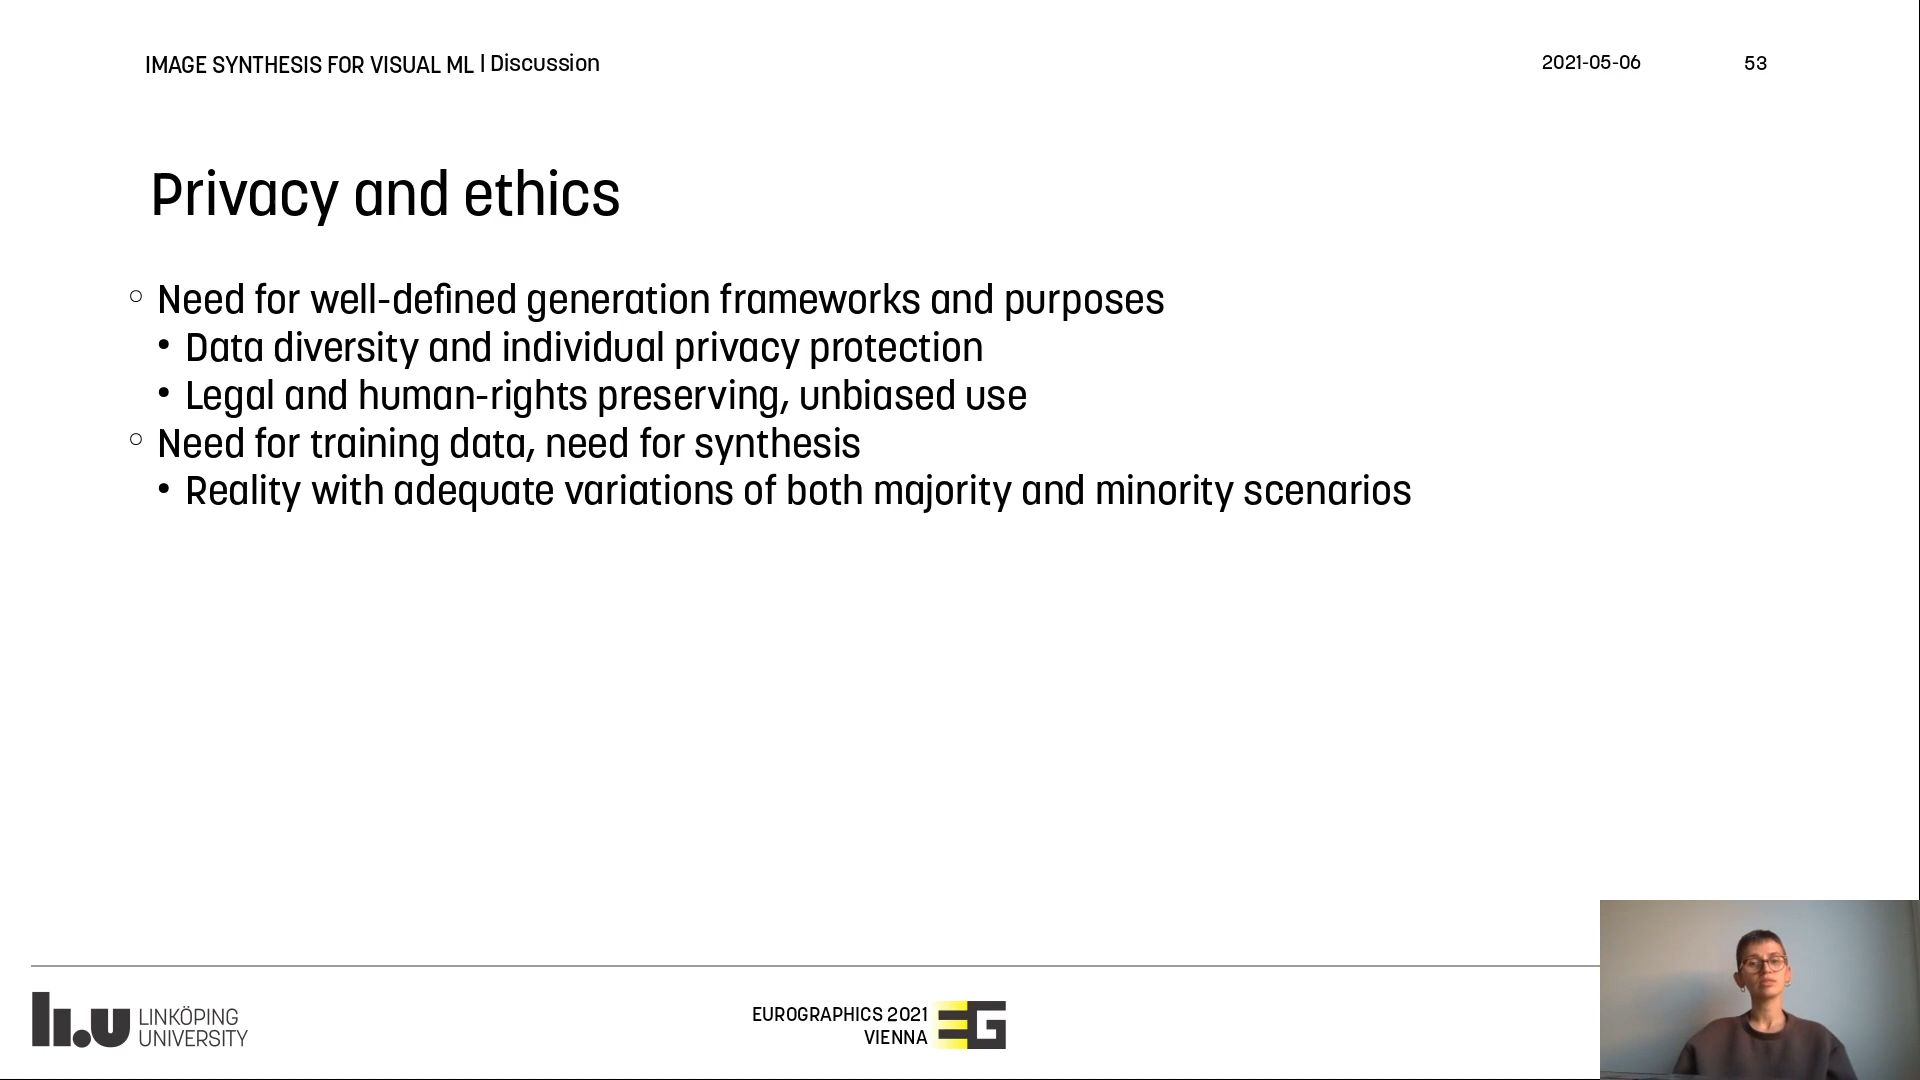 IMAGE SYNTHESIS FOR VISUAL ML | Discussion
2021-05-06
53
Privacy and ethics
○ Need for well-defined generation frameworks and purposes
• Data diversity and individual privacy protection
• Legal and human-rights preserving, unbiased use
○ Need for training data, need for synthesis
• Reality with adequate variations of both majority and minority scenarios
li.u LINKÖPING
UNIVERSITY
EUROGRAPHICS 2021
VIENNA
EG